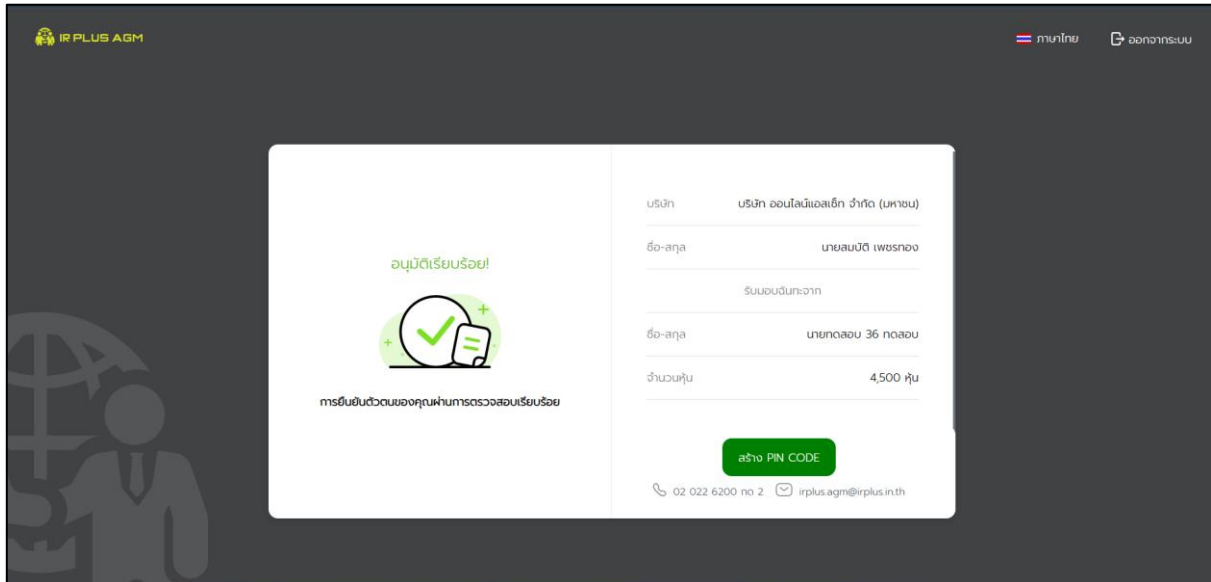 IR PLUS AGM
ภาษาไทย
ออกจากระบบ
อนุมัติเรียบร้อย!
การยืนยันตัวตนของคุณผ่านการตรวจสอบเรียบร้อย
บริษัท บริษัท ออนไลน์แอสเซ็ท จำกัด (มหาชน)
ชื่อ-สกุล นายสมบัติ เพชรทอง
รับมอบฉันทะจาก
ชื่อ-สกุล นายทดสอบ 36 ทดสอบ
จำนวนหุ้น 4,500 หุ้น
สร้าง PIN CODE
02 022 6200 กด 2 irplus.agm@irplus.in.th